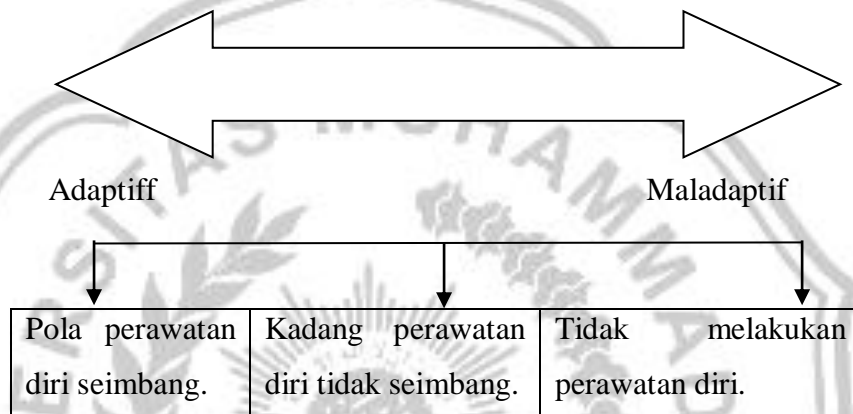 Adaptiff Maladaptif
Pola perawatan
diri seimbang.
Kadang perawatan
diri tidak seimbang.
Tidak melakukan
perawatan diri.